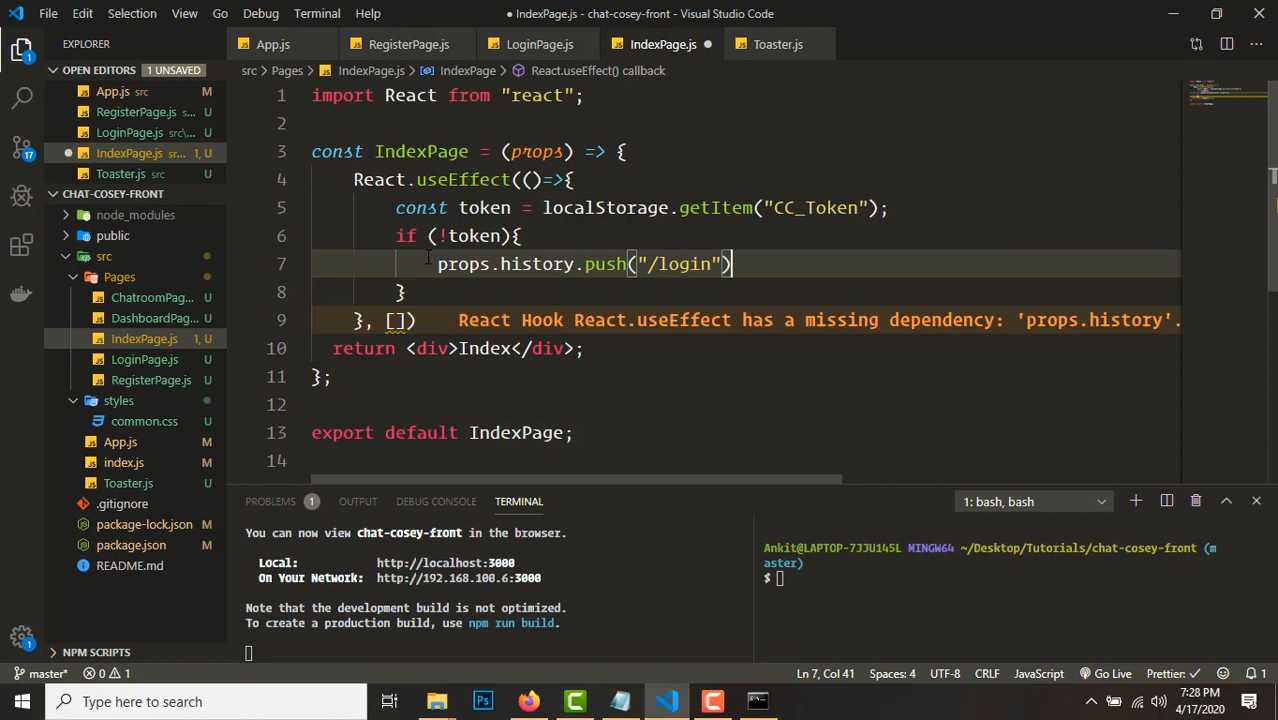 File Edit Selection View Go Debug Terminal Help
● IndexPage.js - chat-cosey-front - Visual Studio Code
EXPLORER
App.js
RegisterPage.js
LoginPage.js
IndexPage.js
Toaster.js
OPEN EDITORS 1 UNSAVED
src > Pages > IndexPage.js > IndexPage > React.useEffect() callback
App.js src M
RegisterPage.js s... U
LoginPage.js src\... U
IndexPage.js sr... 1, U
Toaster.js src U
CHAT-COSEY-FRONT
node_modules
public
src
Pages
ChatroomPag... U
DashboardPag... U
IndexPage.js 1, U
LoginPage.js U
RegisterPage.js U
styles
common.css U
App.js M
index.js M
Toaster.js U
.gitignore
package-lock.json M
package.json M
README.md
NPM SCRIPTS
1 import React from "react";
2
3 const IndexPage = (props) => {
4 React.useEffect(()=>{
5 const token = localStorage.getItem("CC_Token");
6 if (!token){
7 props.history.push("/login")
8 }
9 }, []) React Hook React.useEffect has a missing dependency: 'props.history'.
10 return <div>Index</div>;
11 };
12
13 export default IndexPage;
14
PROBLEMS 1 OUTPUT DEBUG CONSOLE TERMINAL
1: bash, bash
You can now view chat-cosey-front in the browser.
Local: http://localhost:3000
On Your Network: http://192.168.100.6:3000
Note that the development build is not optimized.
To create a production build, use npm run build.
Ankit@LAPTOP-7JJU145L MINGW64 ~/Desktop/Tutorials/chat-cosey-front (m
aster)
$
17
1
master* 0 1
Ln 7, Col 41 Spaces: 4 UTF-8 CRLF JavaScript Go Live Prettier: ✓ 1
Type here to search
7:28 PM
4/17/2020